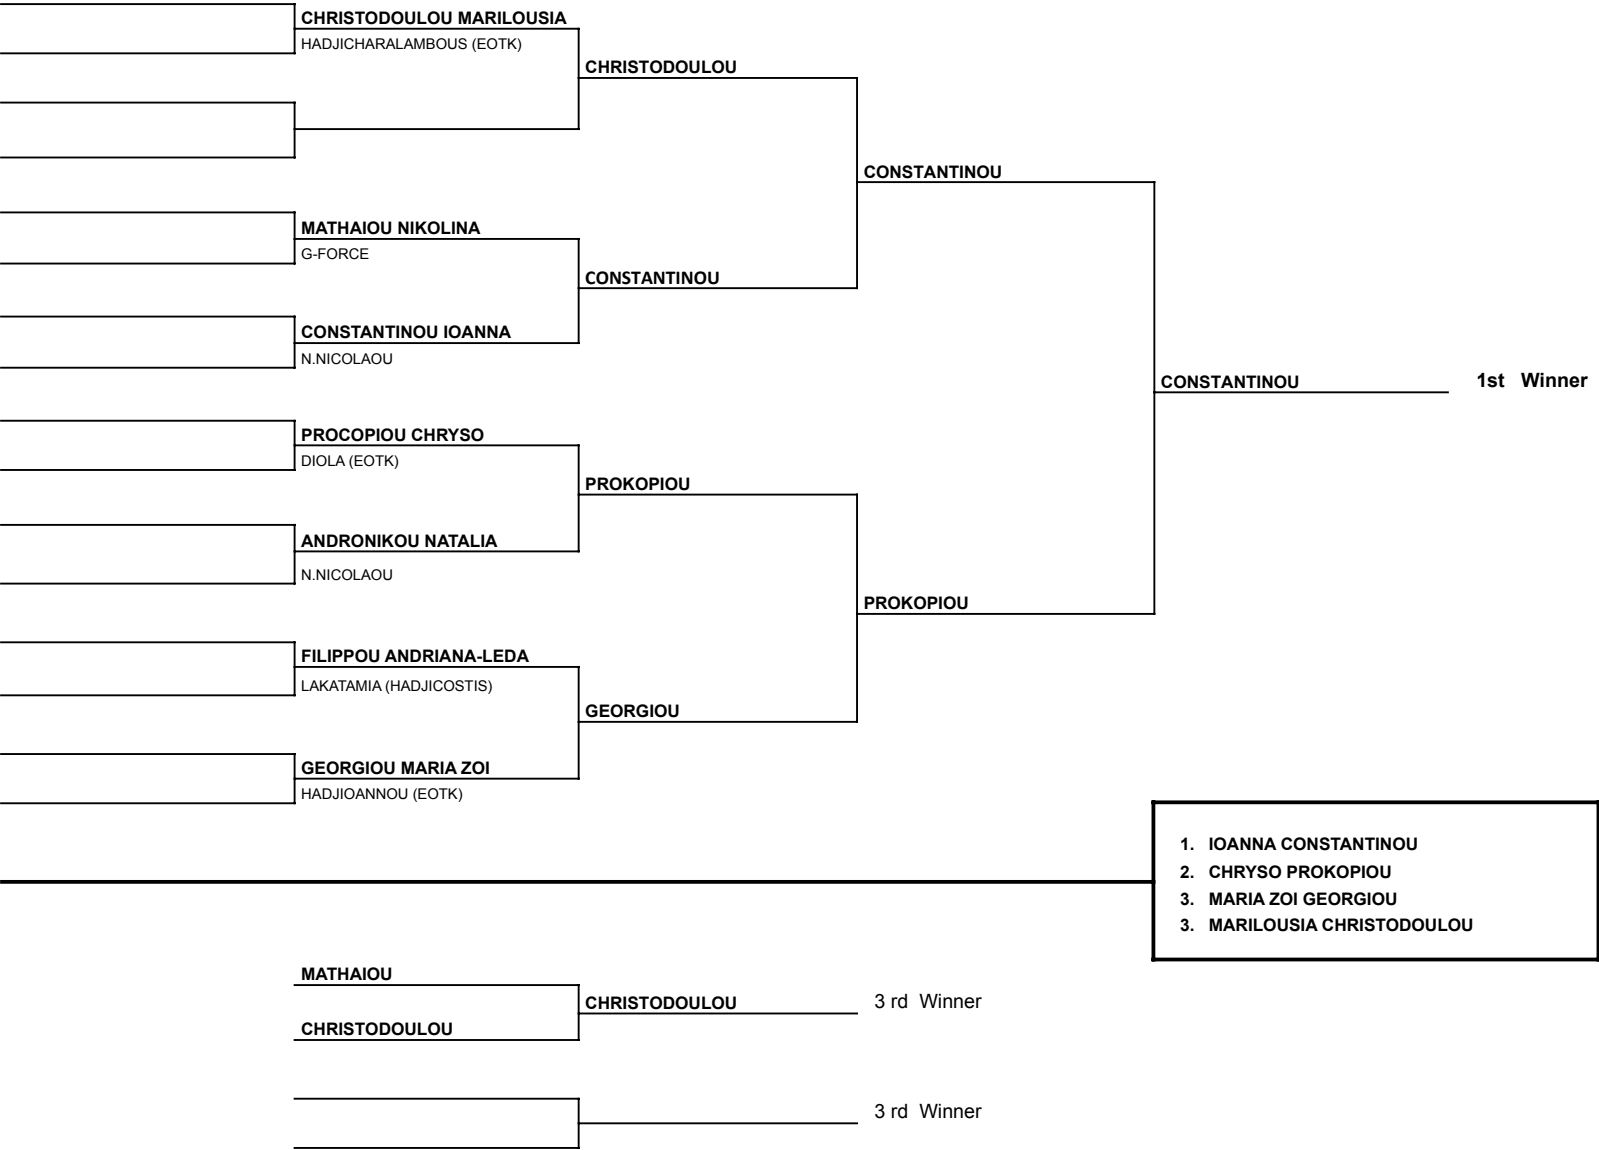 CHRISTODOULOU MARILOUSIA
HADJICHARALAMBOUS (EOTK)
CHRISTODOULOU
CONSTANTINOU
MATHAIOU NIKOLINA
G-FORCE
CONSTANTINOU
CONSTANTINOU IOANNA
N.NICOLAOU
CONSTANTINOU
1st Winner
PROCOPIOU CHRYSO
DIOLA (EOTK)
PROKOPIOU
ANDRONIKOU NATALIA
N.NICOLAOU
PROKOPIOU
FILIPPOU ANDRIANA-LEDA
LAKATAMIA (HADJICOSTIS)
GEORGIOU
GEORGIOU MARIA ZOI
HADJIOANNOU (EOTK)
1. IOANNA CONSTANTINOU
2. CHRYSO PROKOPIOU
3. MARIA ZOI GEORGIOU
3. MARILOUSIA CHRISTODOULOU
MATHAIOU
CHRISTODOULOU
3 rd Winner
CHRISTODOULOU
3 rd Winner